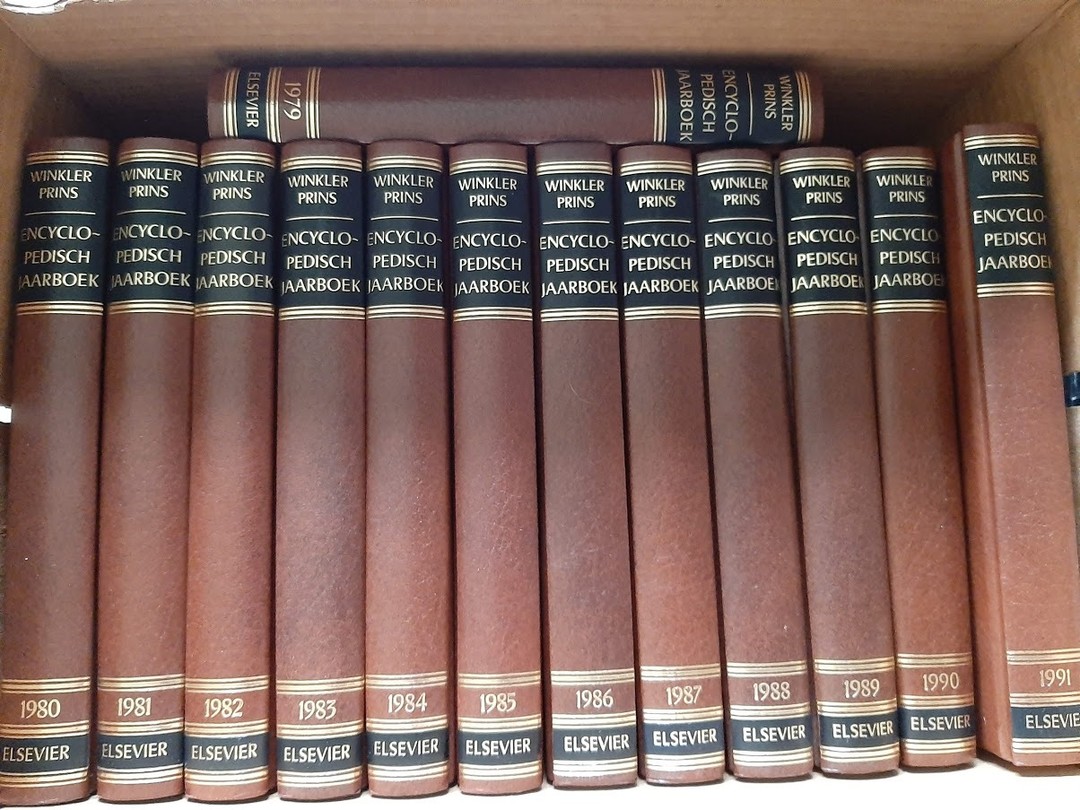 WINKLER
PRINS
ENCYCLO-
PEDISCH
JAARBOEK
1979
ELSEVIER
WINKLER
PRINS
ENCYCLO-
PEDISCH
JAARBOEK
1980
ELSEVIER
WINKLER
PRINS
ENCYCLO-
PEDISCH
JAARBOEK
1981
ELSEVIER
WINKLER
PRINS
ENCYCLO-
PEDISCH
JAARBOEK
1982
ELSEVIER
WINKLER
PRINS
ENCYCLO-
PEDISCH
JAARBOEK
1983
ELSEVIER
WINKLER
PRINS
ENCYCLO-
PEDISCH
JAARBOEK
1984
ELSEVIER
WINKLER
PRINS
ENCYCLO-
PEDISCH
JAARBOEK
1985
ELSEVIER
WINKLER
PRINS
ENCYCLO-
PEDISCH
JAARBOEK
1986
ELSEVIER
WINKLER
PRINS
ENCYCLO-
PEDISCH
JAARBOEK
1987
ELSEVIER
WINKLER
PRINS
ENCYCLO-
PEDISCH
JAARBOEK
1988
ELSEVIER
WINKLER
PRINS
ENCYCLO-
PEDISCH
JAARBOEK
1989
ELSEVIER
WINKLER
PRINS
ENCYCLO-
PEDISCH
JAARBOEK
1990
ELSEVIER
WINKLER
PRINS
ENCYCLO-
PEDISCH
JAARBOEK
1991
ELSEVIE